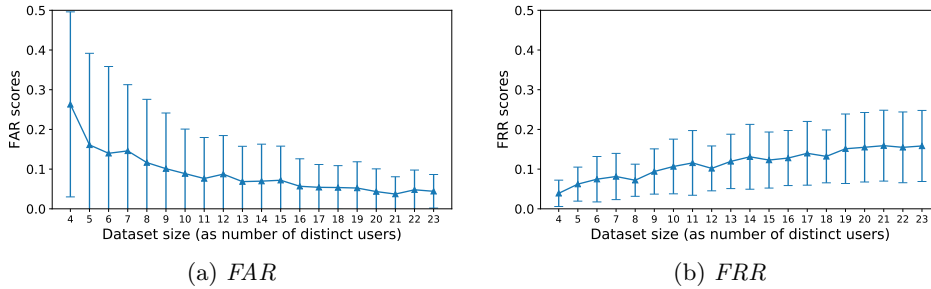 0.5
0.4
0.3
0.2
0.1
0.0
FAR scores
4 5 6 7 8 9 10 11 12 13 14 15 16 17 18 19 20 21 22 23
Dataset size (as number of distinct users)
(a) FAR
0.5
0.4
0.3
0.2
0.1
0.0
FRR scores
4 5 6 7 8 9 10 11 12 13 14 15 16 17 18 19 20 21 22 23
Dataset size (as number of distinct users)
(b) FRR